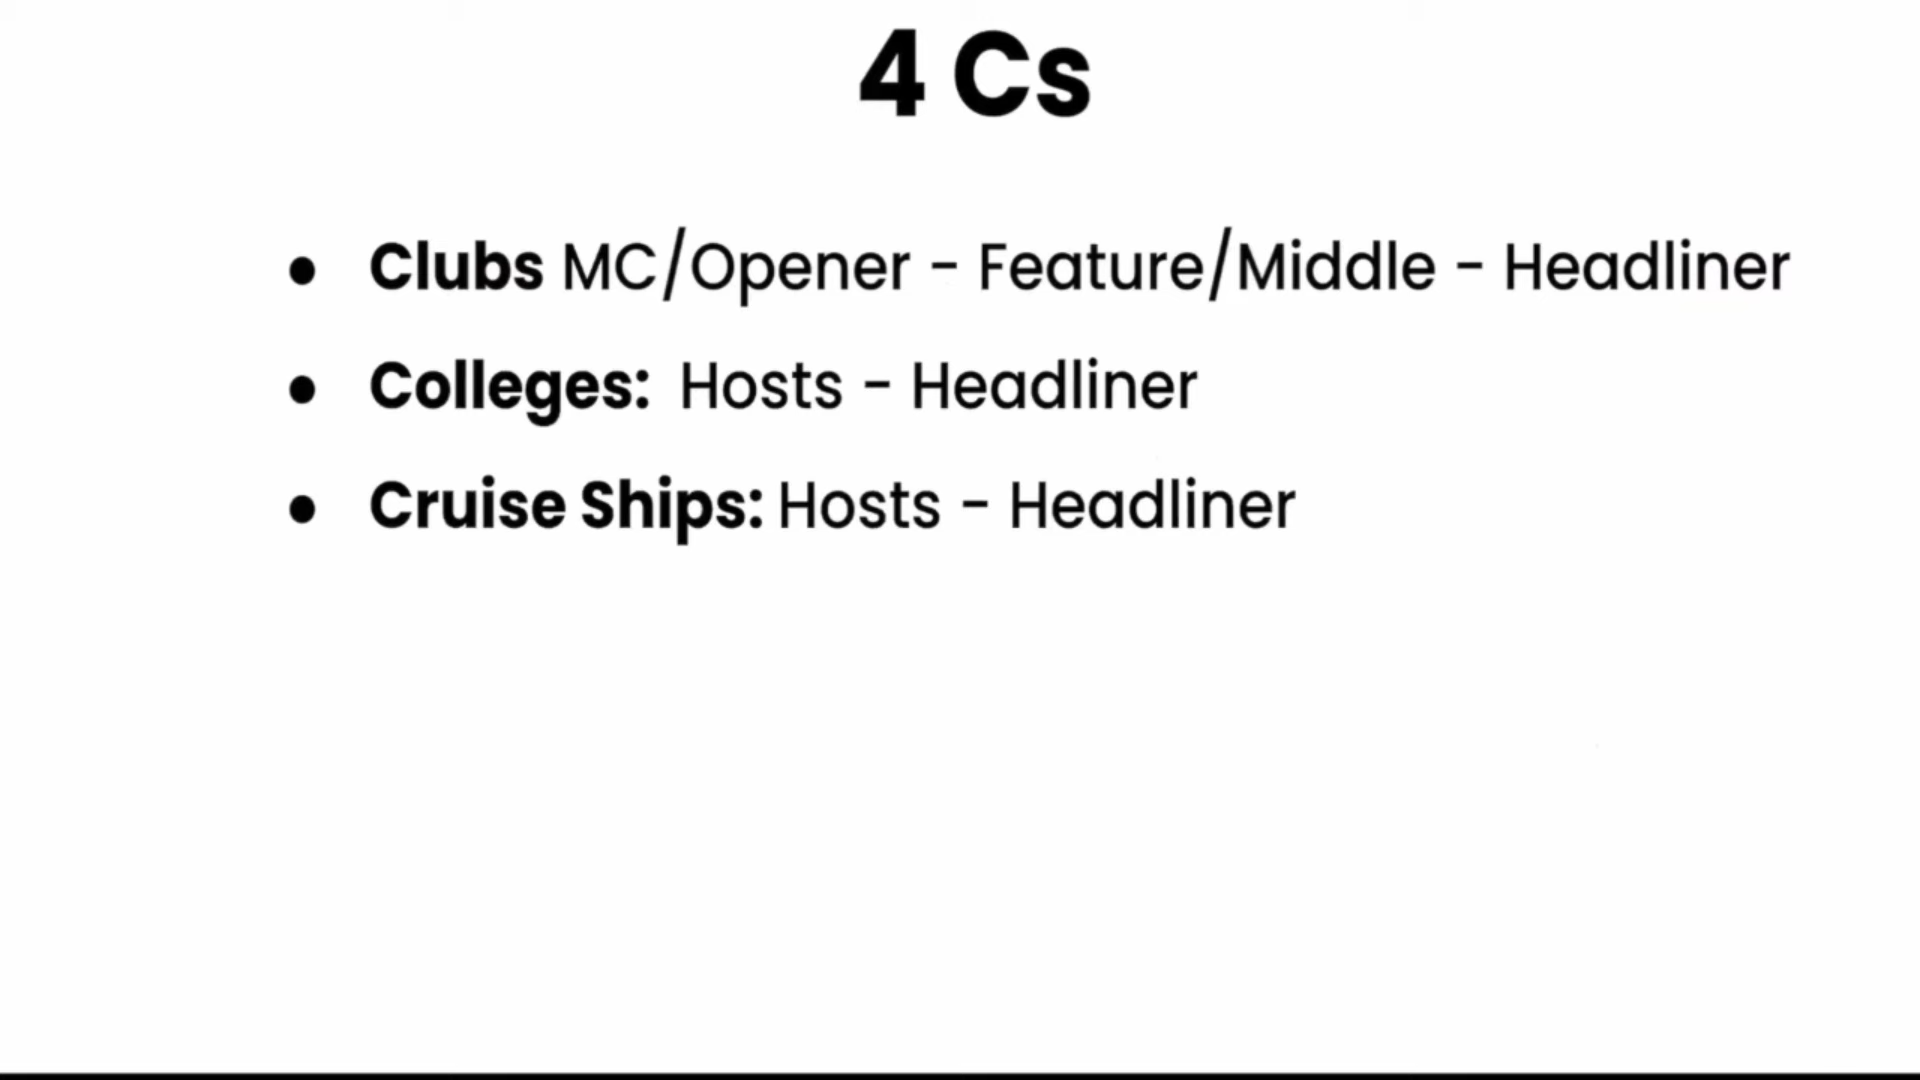 4 Cs
● Clubs MC/Opener - Feature/Middle - Headliner
● Colleges: Hosts - Headliner
● Cruise Ships: Hosts - Headliner